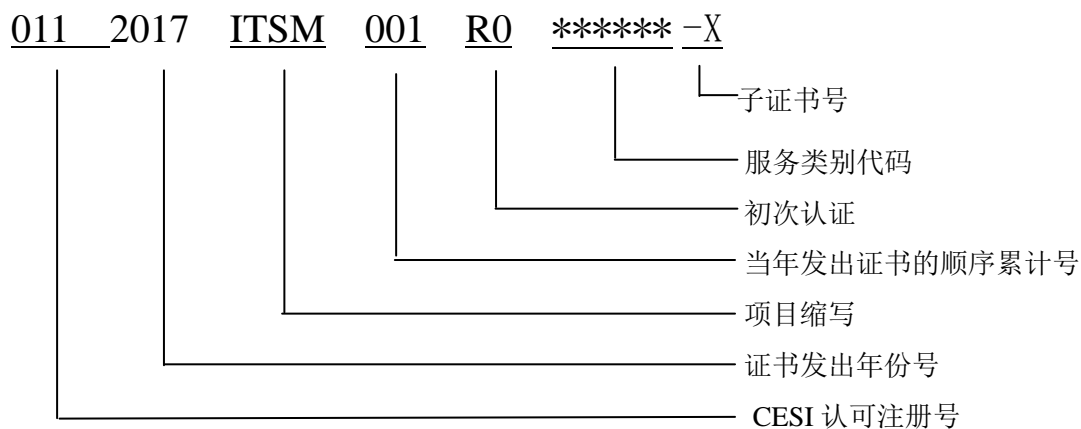 011 2017 ITSM 001 R0 ****** -X
子证书号
服务类别代码
初次认证
当年发出证书的顺序累计号
项目缩写
证书发出年份号
CESI 认可注册号